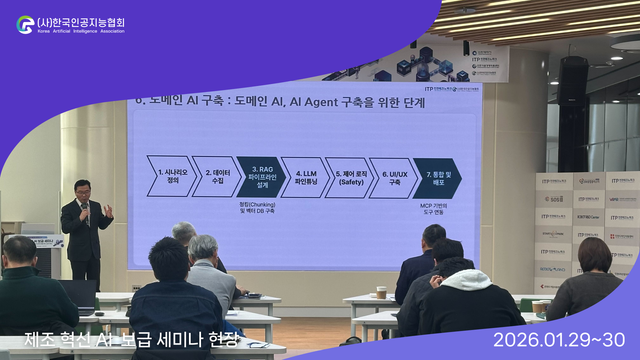 (사)한국인공지능협회
Korea Artificial Intelligence Association
6. 도메인 AI 구축 : 도메인 AI, AI Agent 구축을 위한 단계
ITP
1. 시나리오
정의
2. 데이터
수집
3. RAG
파이프라인
설계
4. LLM
파인튜닝
5. 제어 로직
(Safety)
6. UI/UX
구축
7. 통합 및
배포
청킹(Chunking)
및 벡터 DB 구축
MCP 기반의
도구 연동
제조 혁신 AI 보급 세미나 현장
2026.01.29~30